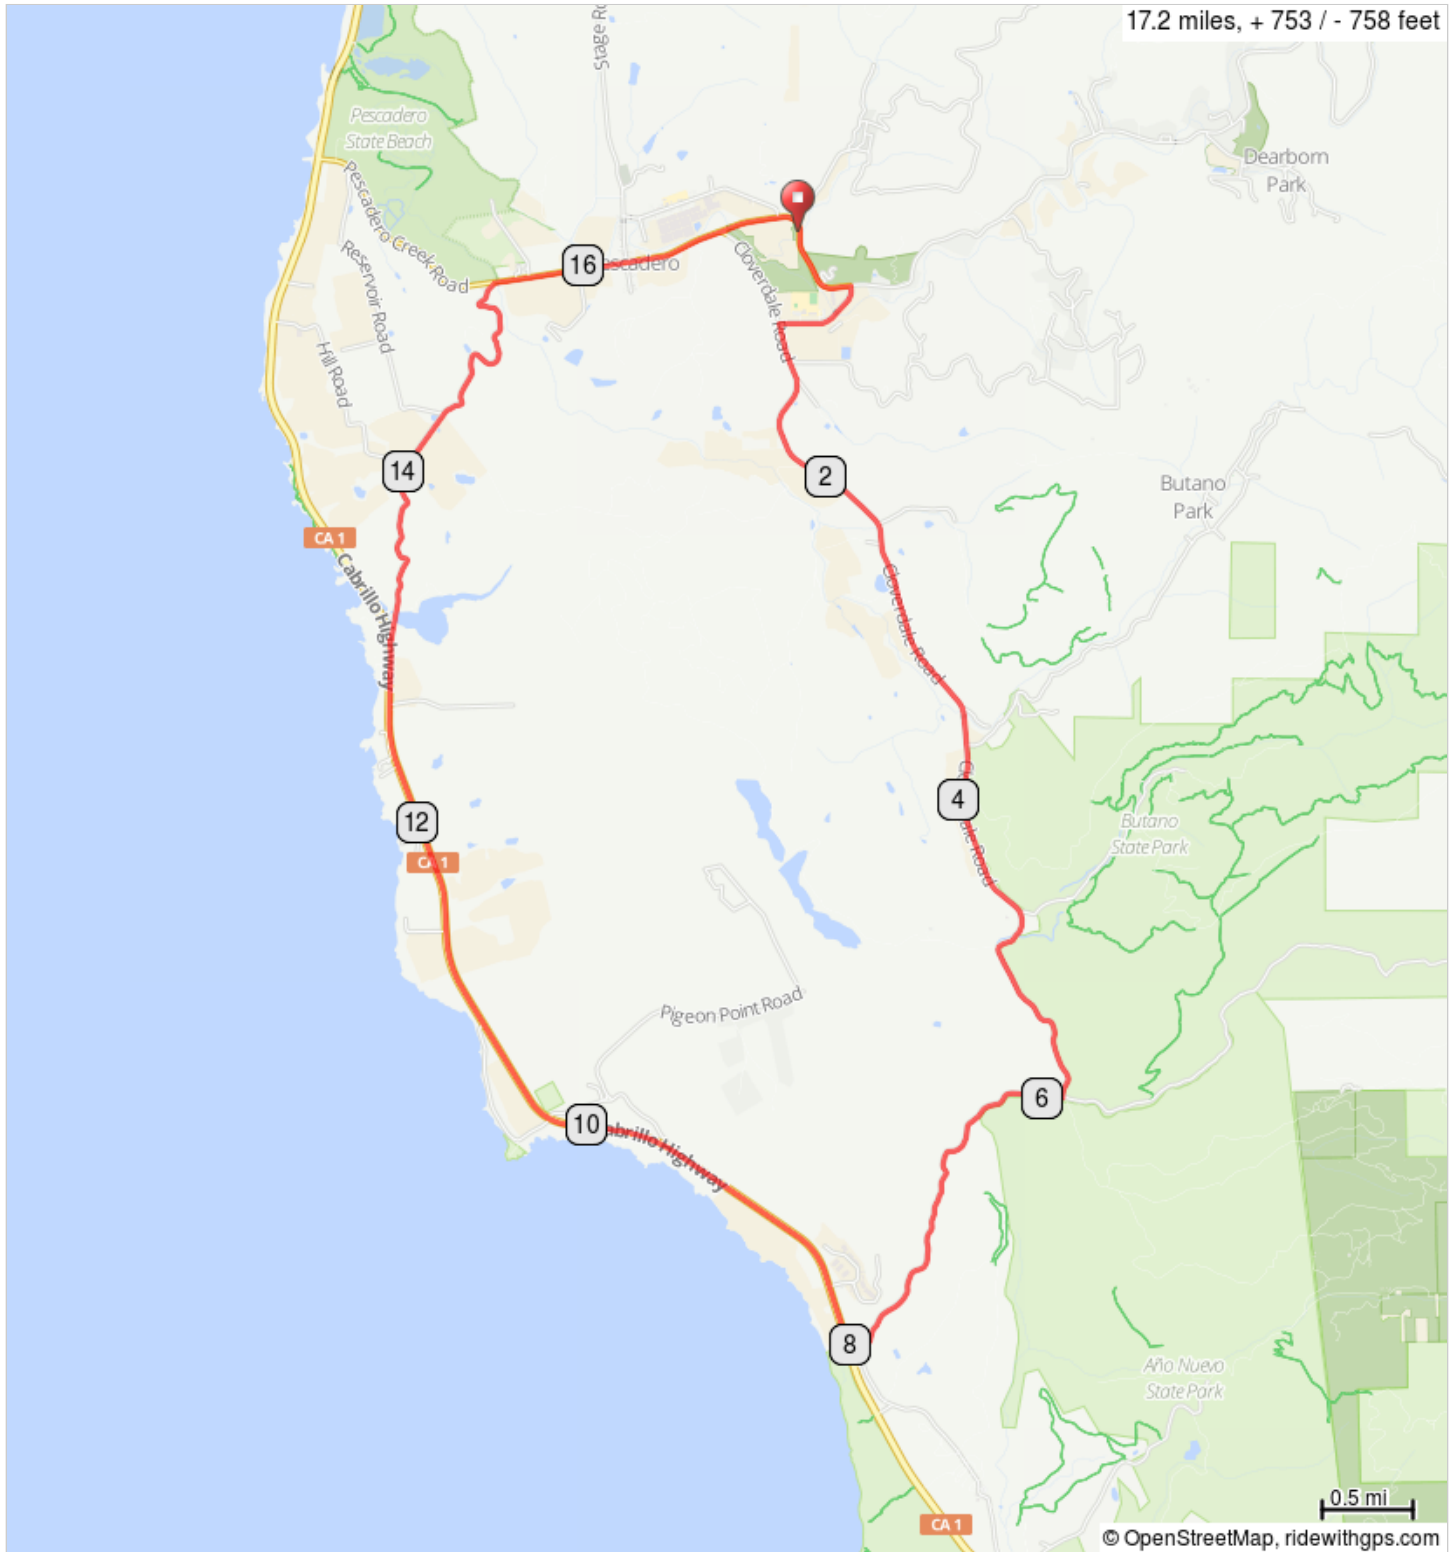 17.2 miles, + 753 / - 758 feet
Stage Ro
Pescadero
State Beach
Dearborn
Park
Pescadero Creek Road
Reservoir Road
Cloverdale Road
16
escadero
Hill Road
14
2
Butano
Park
CA 1
Cabrillo Highway
Cloverdale Road
4
Butano
State Park
12
CA 1
Pigeon Point Road
6
10
abrillo Highway
8
Año Nuevo
State Park
0.5 mi
CA 1
© OpenStreetMap, ridewithgps.com